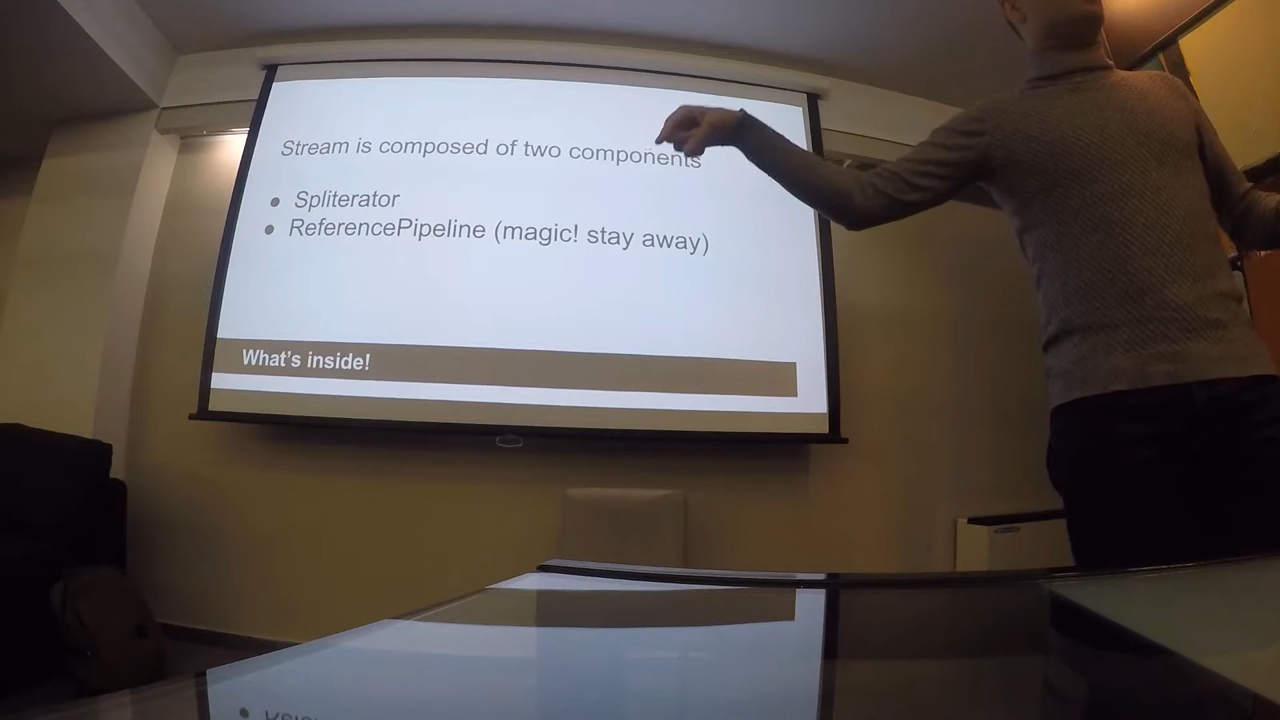 Stream is composed of two components
● Spliterator
● ReferencePipeline (magic! stay away)
What's inside!